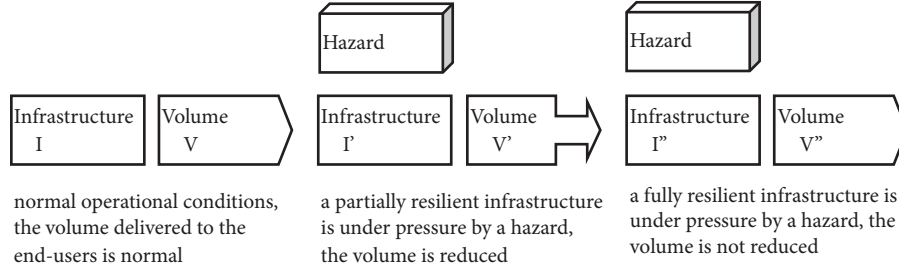 Hazard
Hazard
Infrastructure
I
Volume
V
Infrastructure
I'
Volume
V'
Infrastructure
I”
Volume
V”
normal operational conditions,
the volume delivered to the
end-users is normal
a partially resilient infrastructure
is under pressure by a hazard,
the volume is reduced
a fully resilient infrastructure is
under pressure by a hazard, the
volume is not reduced